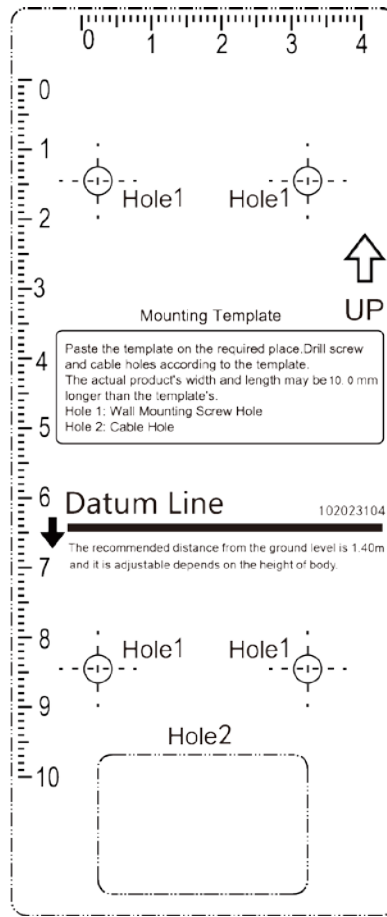 0 1 2 3 4
0
1
Hole1 Hole1
2
3
UP
Mounting Template
4
Paste the template on the required place.Drill screw
and cable holes according to the template.
The actual product's width and length may be 10.0 mm
longer than the template's.
Hole 1: Wall Mounting Screw Hole
Hole 2: Cable Hole
5
6
Datum Line 102023104
The recommended distance from the ground level is 1.40m
7
and it is adjustable depends on the height of body.
8
Hole1 Hole1
9
Hole2
10